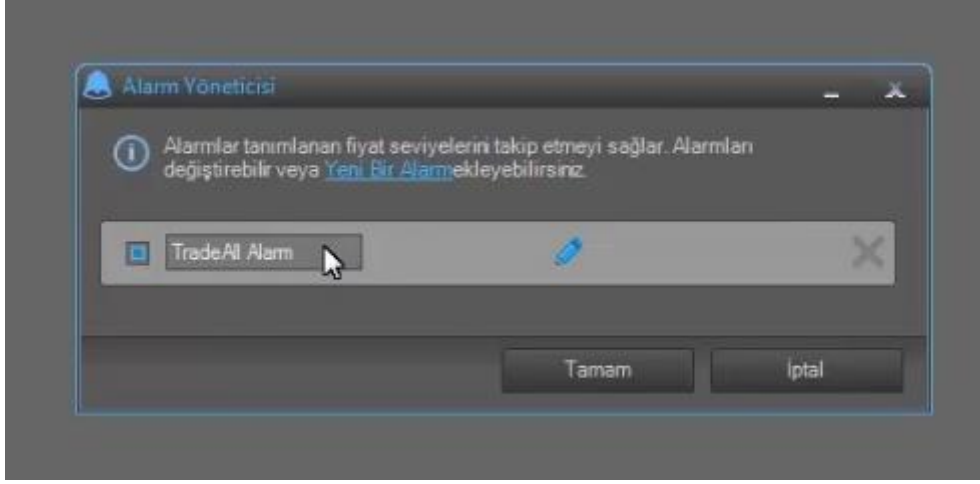 Alarm Yöneticisi
Alarmlar tanımlanan fiyat seviyelerini takip etmeyi sağlar. Alarmları
değiştirebilir veya Yeni Bir Alarmekleyebilirsiniz.
TradeAll Alarm
Tamam
İptal